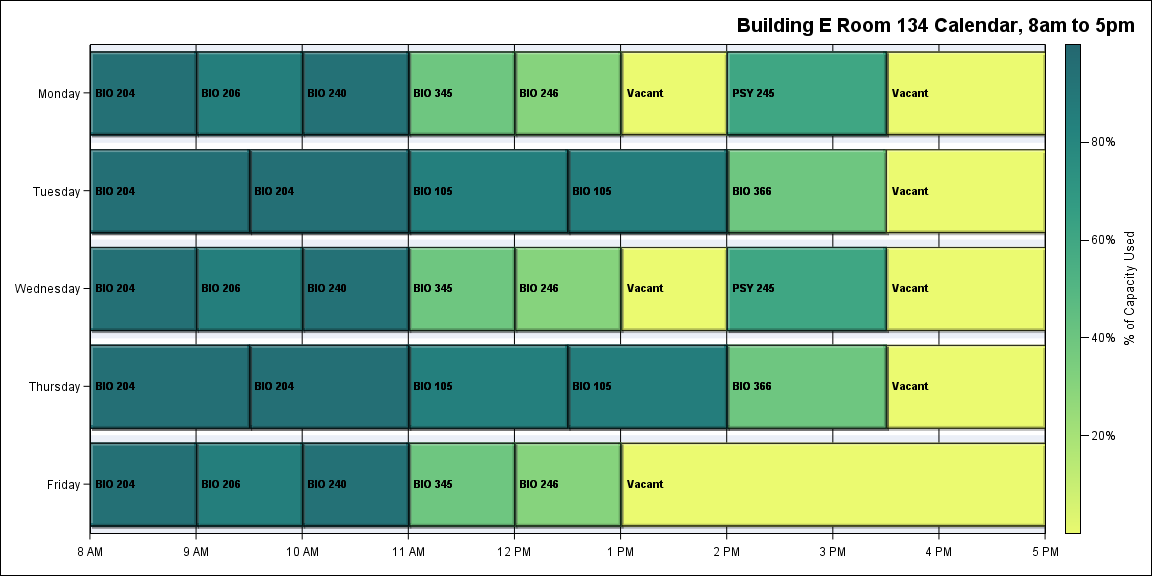 Building E Room 134 Calendar, 8am to 5pm
Monday BIO 204 BIO 206 BIO 240 BIO 345 BIO 246 Vacant PSY 245 Vacant
Tuesday BIO 204 BIO 204 BIO 105 BIO 105 BIO 366 Vacant
Wednesday BIO 204 BIO 206 BIO 240 BIO 345 BIO 246 Vacant PSY 245 Vacant
Thursday BIO 204 BIO 204 BIO 105 BIO 105 BIO 366 Vacant
Friday BIO 204 BIO 206 BIO 240 BIO 345 BIO 246 Vacant
8 AM 9 AM 10 AM 11 AM 12 PM 1 PM 2 PM 3 PM 4 PM 5 PM
80%
60%
40%
20%
% of Capacity Used